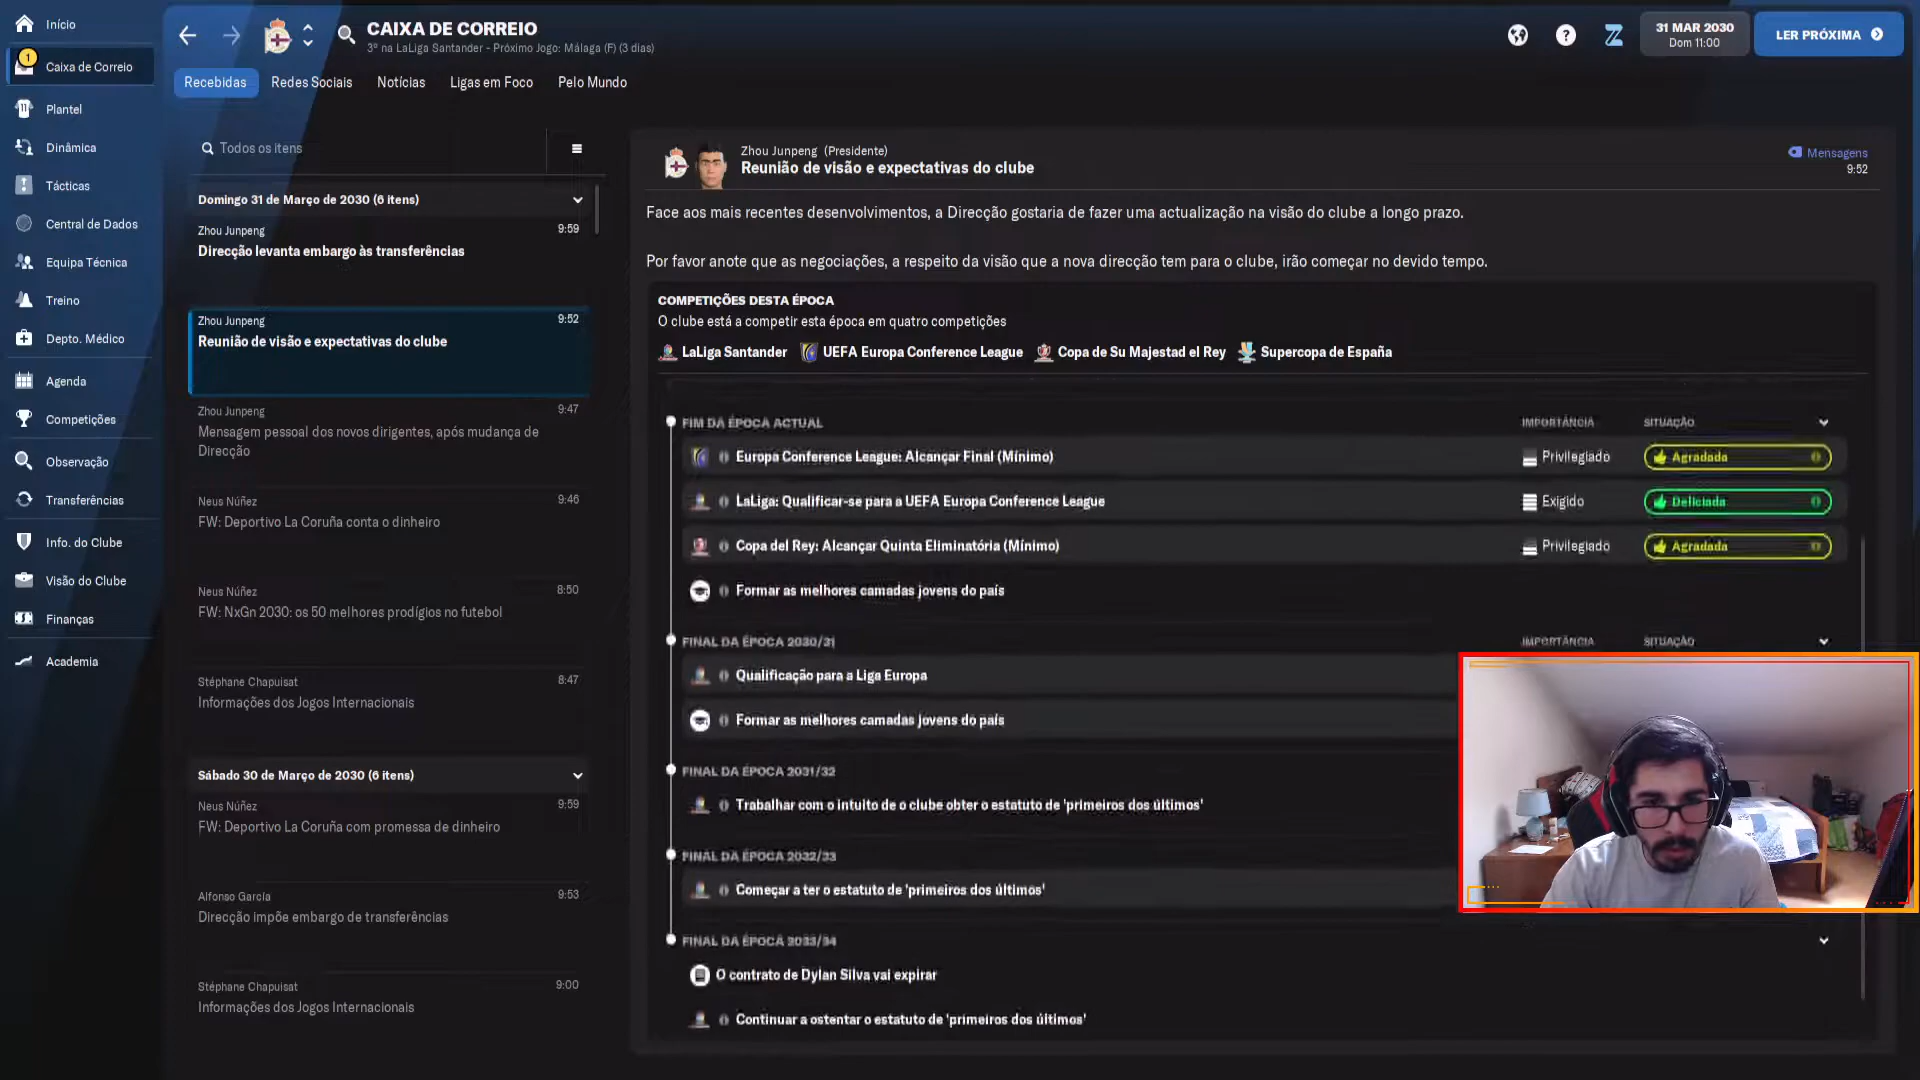 Início
1
Caixa de Correio
Plantel
Dinâmica
Tácticas
Central de Dados
Equipa Técnica
Treino
Depto. Médico
Agenda
Competições
Observação
Transferências
Info. do Clube
Visão do Clube
Finanças
Academia
CAIXA DE CORREIO
3º na LaLiga Santander - Próximo Jogo: Málaga (F) (3 dias)
31 MAR 2030
Dom 11:00
LER PRÓXIMA
Recebidas Redes Sociais Notícias Ligas em Foco Pelo Mundo
Todos os itens
Domingo 31 de Março de 2030 (6 itens)
Zhou Junpeng 9:59
Direcção levanta embargo às transferências
Zhou Junpeng 9:52
Reunião de visão e expectativas do clube
Zhou Junpeng 9:47
Mensagem pessoal dos novos dirigentes, após mudança de
Direcção
Neus Núñez 9:46
FW: Deportivo La Coruña conta o dinheiro
Neus Núñez 8:50
FW: NxGn 2030: os 50 melhores prodígios no futebol
Stéphane Chapuisat 8:47
Informações dos Jogos Internacionais
Sábado 30 de Março de 2030 (6 itens)
Neus Núñez 9:59
FW: Deportivo La Coruña com promessa de dinheiro
Alfonso García 9:53
Direcção impõe embargo de transferências
Stéphane Chapuisat 9:00
Informações dos Jogos Internacionais
Zhou Junpeng (Presidente)
Reunião de visão e expectativas do clube
Mensagens
9:52
Face aos mais recentes desenvolvimentos, a Direcção gostaria de fazer uma actualização na visão do clube a longo prazo.
Por favor anote que as negociações, a respeito da visão que a nova direcção tem para o clube, irão começar no devido tempo.
COMPETIÇÕES DESTA ÉPOCA
O clube está a competir esta época em quatro competições
LaLiga Santander UEFA Europa Conference League Copa de Su Majestad el Rey Supercopa de España
FIM DA ÉPOCA ACTUAL IMPORTÂNCIA SITUAÇÃO
Europa Conference League: Alcançar Final (Mínimo) Privilegiado Agradada
LaLiga: Qualificar-se para a UEFA Europa Conference League Exigido Deliciada
Copa del Rey: Alcançar Quinta Eliminatória (Mínimo) Privilegiado Agradada
Formar as melhores camadas jovens do país
FINAL DA ÉPOCA 2030/31 IMPORTÂNCIA SITUAÇÃO
Qualificação para a Liga Europa
Formar as melhores camadas jovens do país
FINAL DA ÉPOCA 2031/32
Trabalhar com o intuito de o clube obter o estatuto de 'primeiros dos últimos'
FINAL DA ÉPOCA 2032/33
Começar a ter o estatuto de 'primeiros dos últimos'
FINAL DA ÉPOCA 2033/34
O contrato de Dylan Silva vai expirar
Continuar a ostentar o estatuto de 'primeiros dos últimos'